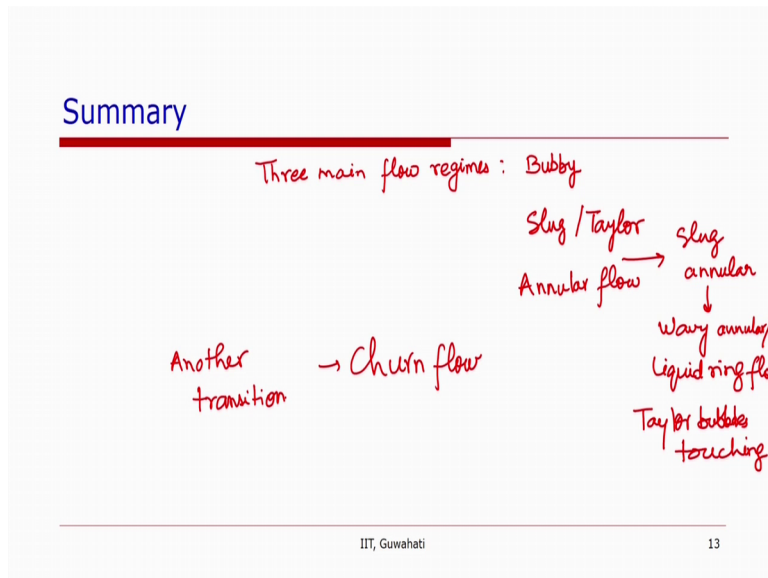 Summary
Three main flow regimes : Bubby
Slug / Taylor
Annular flow → slug
annular
↓
Wavy annular/
Liquid ring flo
Taylor bubbles
touching
Another
transition → Churn flow
IIT, Guwahati
13